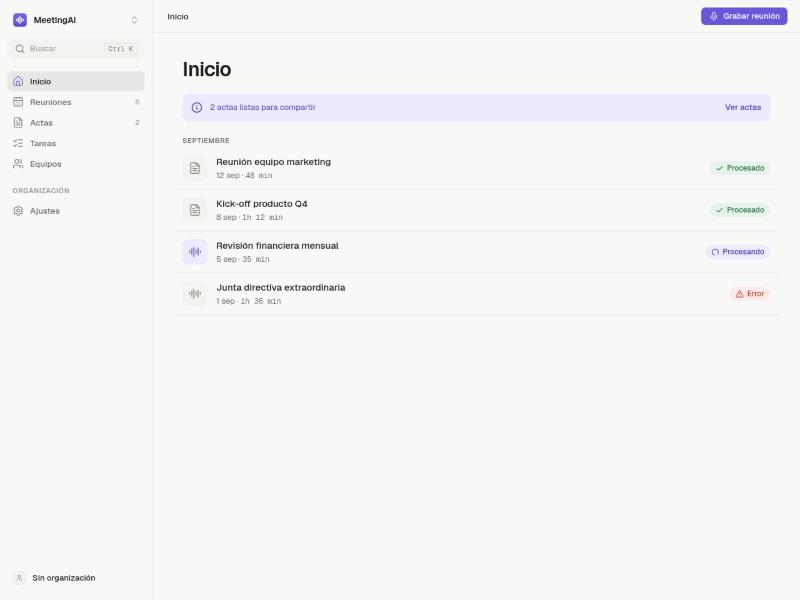 MeetingAI
Buscar Ctrl K
Inicio
Reuniones 6
Actas 2
Tareas
Equipos
ORGANIZACIÓN
Ajustes
Sin organización
Inicio
Grabar reunión
Inicio
2 actas listas para compartir Ver actas
SEPTIEMBRE
Reunión equipo marketing
12 sep · 48 min
Procesado
Kick-off producto Q4
8 sep · 1h 12 min
Procesado
Revisión financiera mensual
5 sep · 35 min
Procesando
Junta directiva extraordinaria
1 sep · 1h 36 min
Error